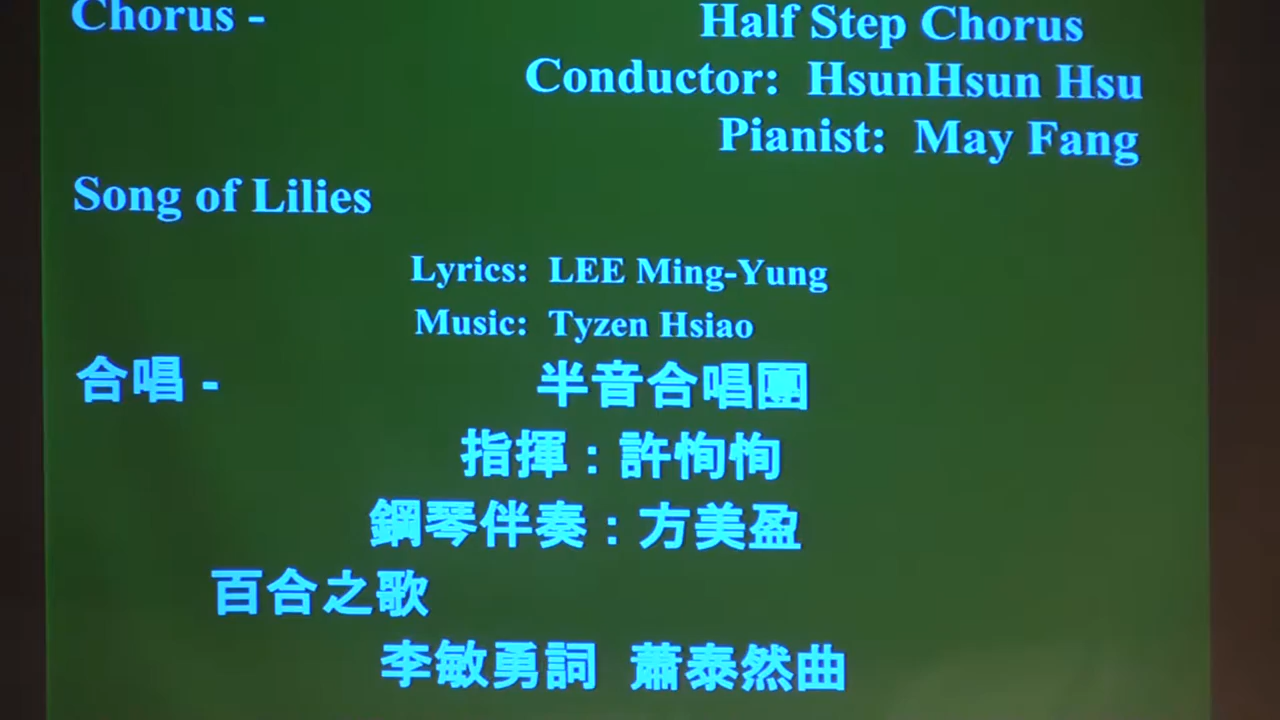 Chorus - Half Step Chorus
Conductor: HsunHsun Hsu
Pianist: May Fang
Song of Lilies
Lyrics: LEE Ming-Yung
Music: Tyzen Hsiao
合唱 - 半音合唱團
指揮：許恂恂
鋼琴伴奏：方美盈
百合之歌
李敏勇詞 蕭泰然曲